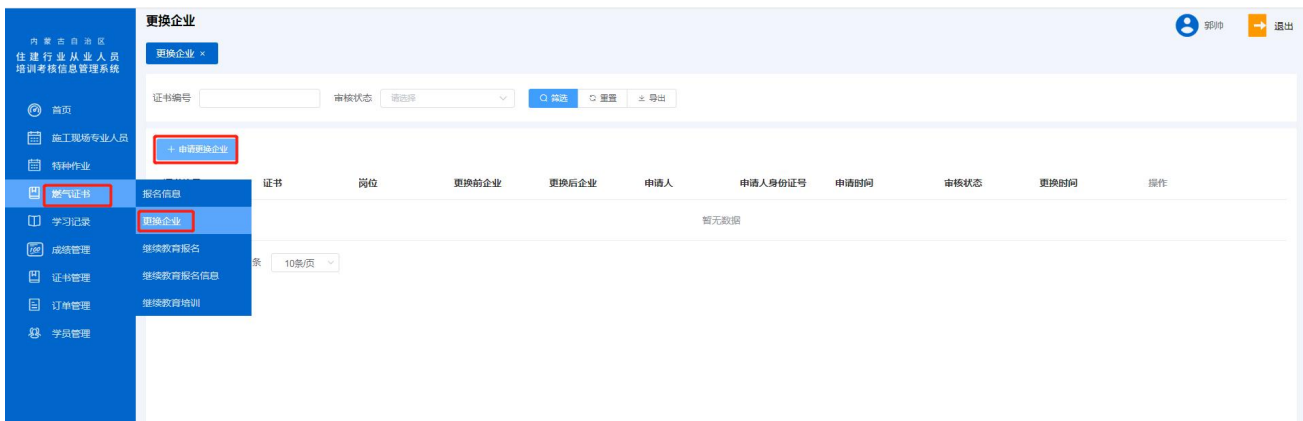 内蒙古自治区
住建行业从业人员
培训考核信息管理系统
首页
施工现场专业人员
特种作业
燃气证书
学习记录
成绩管理
证书管理
订单管理
学员管理
报名信息
更换企业
继续教育报名
继续教育报名信息
继续教育培训
更换企业
郭帅 退出
更换企业 ×
证书编号 审核状态 请选择 筛选 重置 导出
+ 申请更换企业
证书 岗位 更换前企业 更换后企业 申请人 申请人身份证号 申请时间 审核状态 更换时间 操作
暂无数据
条 10条/页